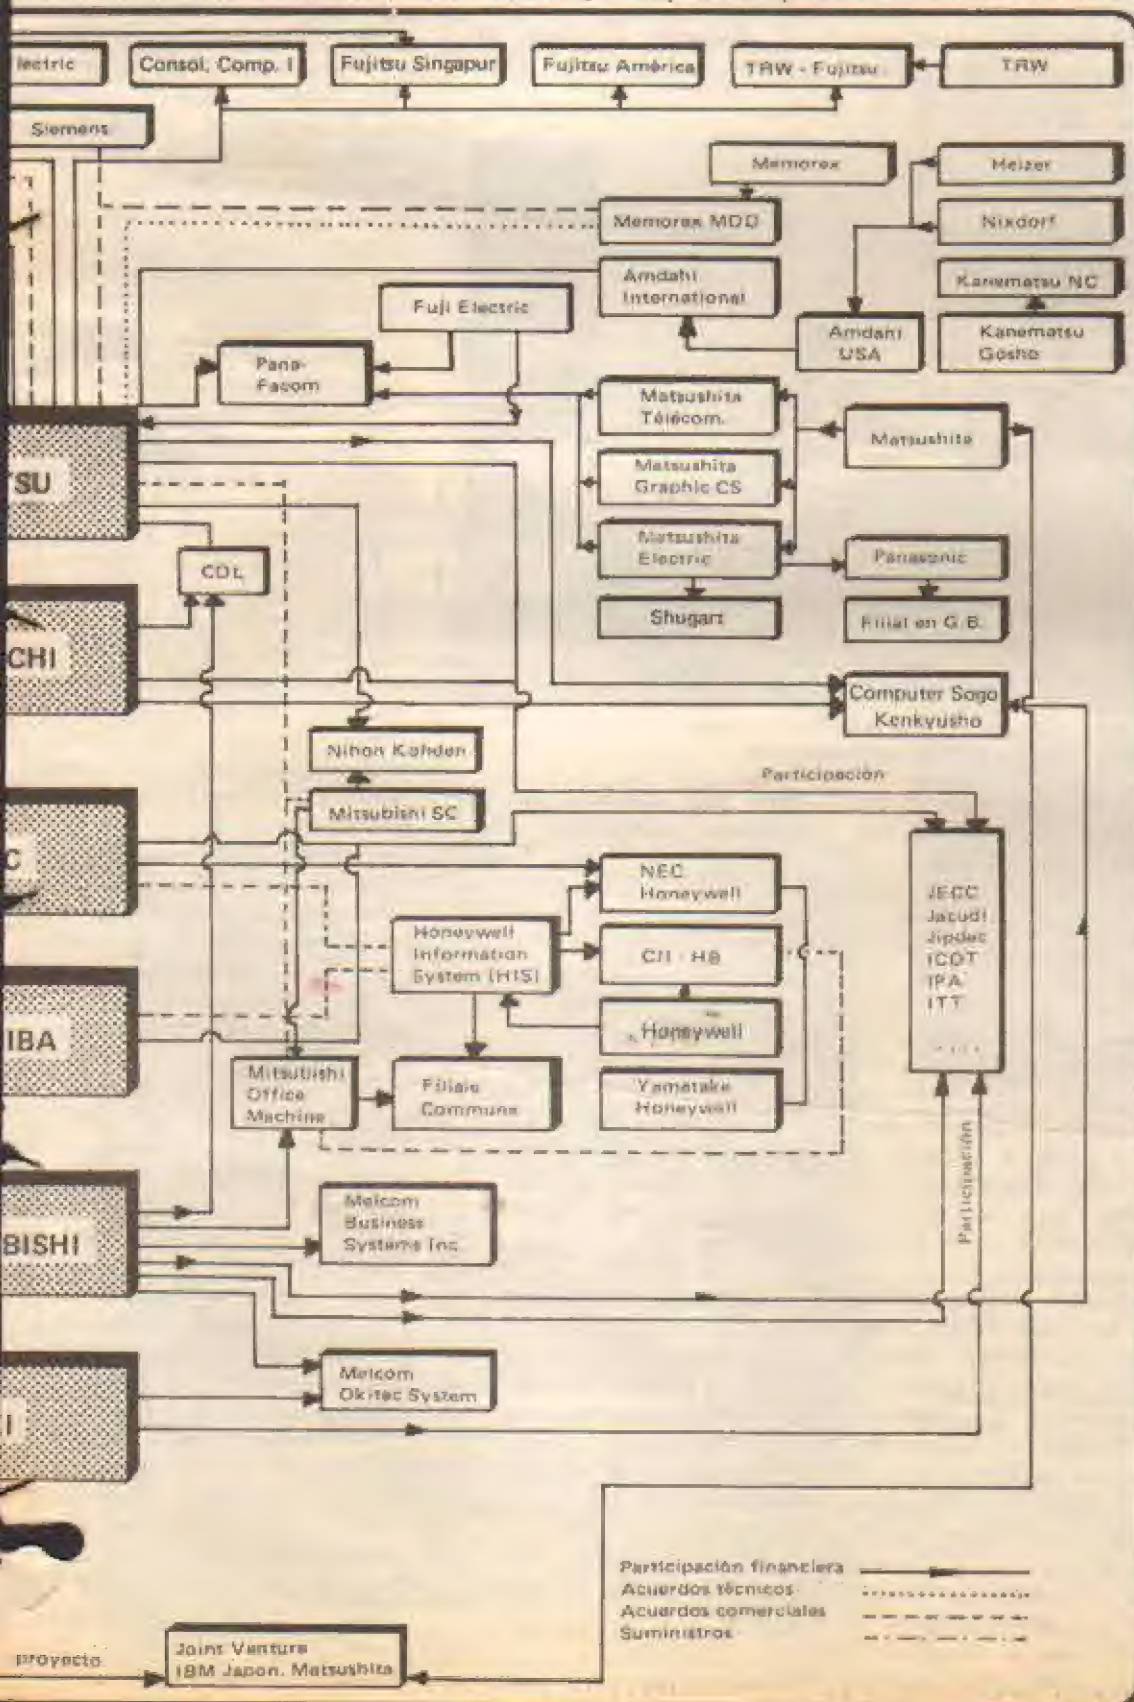 lectric
Consol. Comp. I
Fujitsu Singapur
Fujitsu América
TRW - Fujitsu
TRW
Siemens
Memorex
Heizer
Memorex MDD
Nixdorf
Amdahl
International
Kanematsu NC
Fuji Electric
Amdahl
USA
Kanematsu
Gosho
Pana-
Facom
Matsushita
Télécom.
Matsushita
TSU
Matsushita
Graphic CS
Matsushita
Electric
Panasonic
CDL
Shugart
Filial en G.B.
CHI
Computer Sogo
Kenkyusho
Nihon Kohden
Participación
Mitsubishi SC
C
NEC
Honeywell
JECC
Jacudi
Jipdec
ICOT
IPA
ITT
....
Honeywell
Information
System (HIS)
CII - HB
Honeywell
IBA
Mitsubishi
Office
Machine
Filiale
Commune
Yamatake
Honeywell
Participación
BISHI
Melcom
Business
Systems Inc
Melcom
Okitec System
I
Participación financiera
Acuerdos técnicos
Acuerdos comerciales
Suministros
proyecto
Joint Venture
IBM Japon. Matsushita